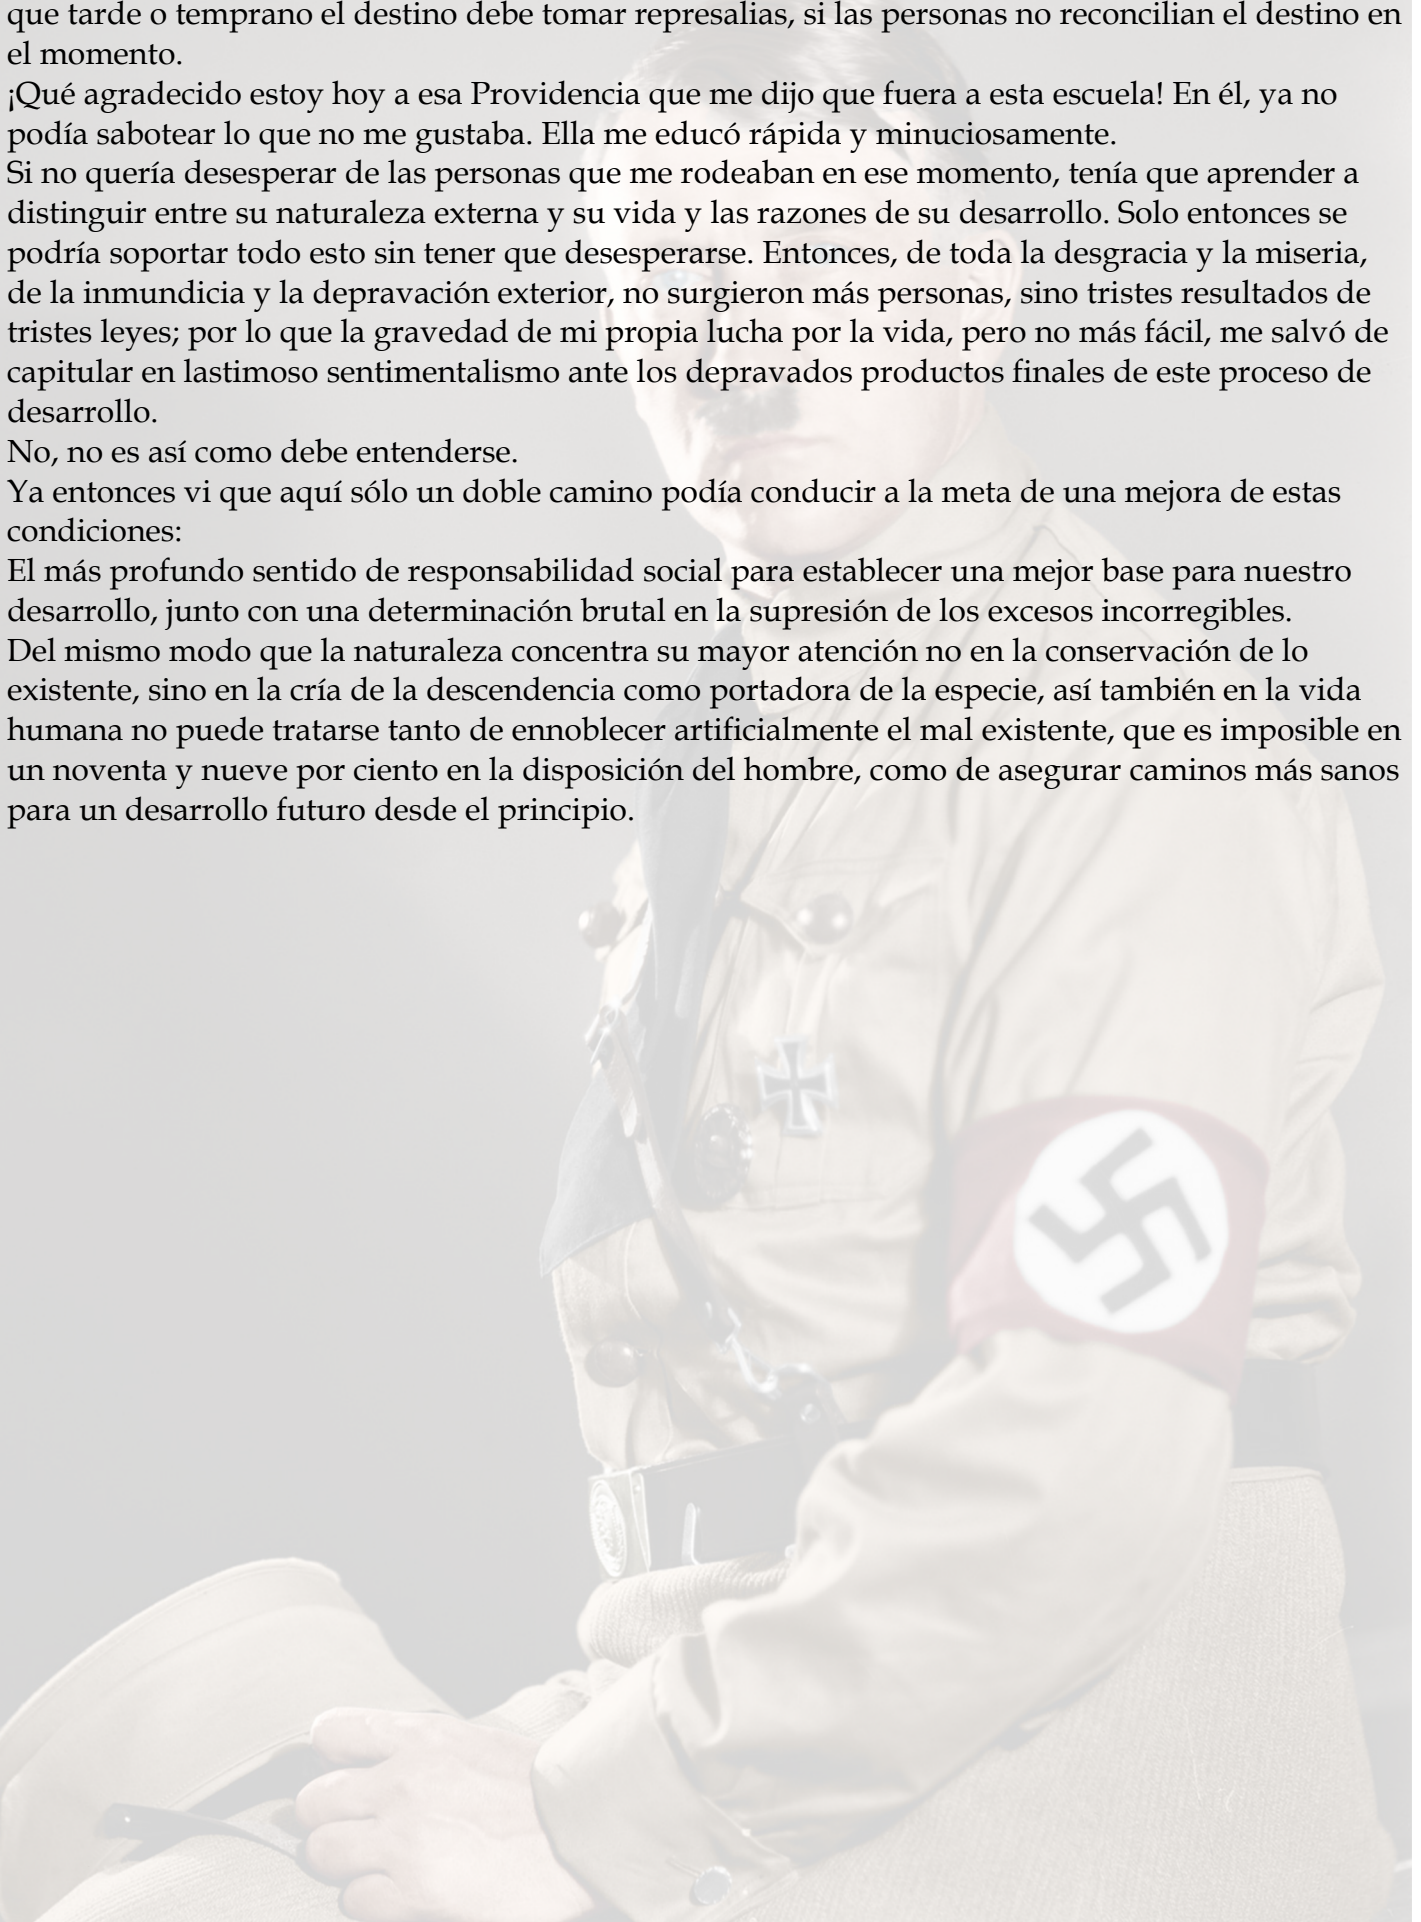 que tarde o temprano el destino debe tomar represalias, si las personas no reconcilian el destino en
el momento.
¡Qué agradecido estoy hoy a esa Providencia que me dijo que fuera a esta escuela! En él, ya no
podía sabotear lo que no me gustaba. Ella me educó rápida y minuciosamente.
Si no quería desesperar de las personas que me rodeaban en ese momento, tenía que aprender a
distinguir entre su naturaleza externa y su vida y las razones de su desarrollo. Solo entonces se
podría soportar todo esto sin tener que desesperarse. Entonces, de toda la desgracia y la miseria,
de la inmundicia y la depravación exterior, no surgieron más personas, sino tristes resultados de
tristes leyes; por lo que la gravedad de mi propia lucha por la vida, pero no más fácil, me salvó de
capitular en lastimoso sentimentalismo ante los depravados productos finales de este proceso de
desarrollo.
No, no es así como debe entenderse.
Ya entonces vi que aquí sólo un doble camino podía conducir a la meta de una mejora de estas
condiciones:
El más profundo sentido de responsabilidad social para establecer una mejor base para nuestro
desarrollo, junto con una determinación brutal en la supresión de los excesos incorregibles.
Del mismo modo que la naturaleza concentra su mayor atención no en la conservación de lo
existente, sino en la cría de la descendencia como portadora de la especie, así también en la vida
humana no puede tratarse tanto de ennoblecer artificialmente el mal existente, que es imposible en
un noventa y nueve por ciento en la disposición del hombre, como de asegurar caminos más sanos
para un desarrollo futuro desde el principio.